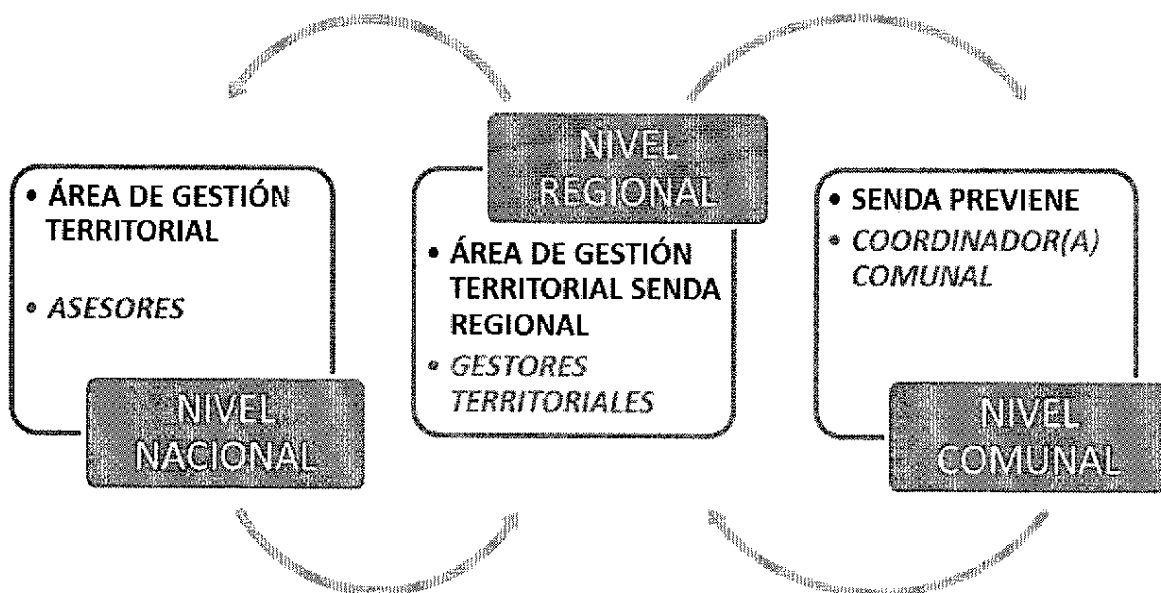 • ÁREA DE GESTIÓN
TERRITORIAL
• ASESORES
NIVEL
NACIONAL
NIVEL
REGIONAL
• ÁREA DE GESTIÓN
TERRITORIAL SENDA
REGIONAL
• GESTORES
TERRITORIALES
• SENDA PREVIENE
• COORDINADOR(A)
COMUNAL
NIVEL
COMUNAL